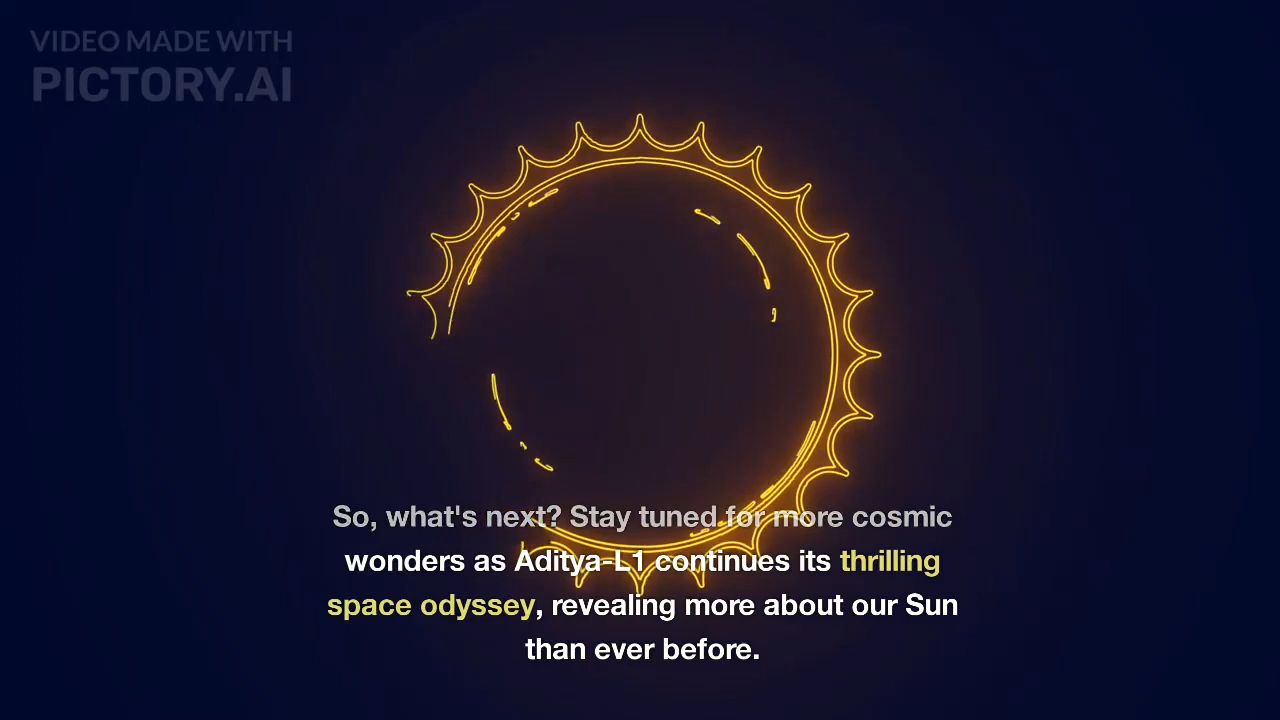 VIDEO MADE WITH
PICTORY.AI
So, what's next? Stay tuned for more cosmic
wonders as Aditya-L1 continues its thrilling
space odyssey, revealing more about our Sun
than ever before.